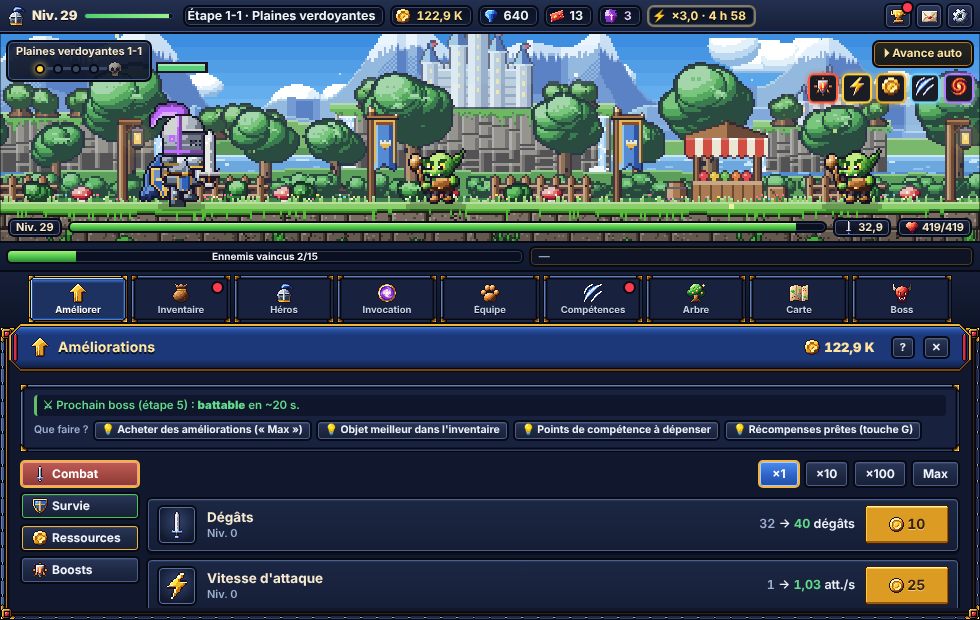 Niv. 29
Étape 1-1 · Plaines verdoyantes
122,9 K
640
13
3
×3,0 · 4 h 58
Plaines verdoyantes 1-1
Avance auto
Niv. 29
32,9
419/419
Ennemis vaincus 2/15
—
Améliorer
Inventaire
Héros
Invocation
Equipe
Compétences
Arbre
Carte
Boss
Améliorations
122,9 K
?
×
Prochain boss (étape 5) : battable en ~20 s.
Que faire ?
Acheter des améliorations (« Max »)
Objet meilleur dans l'inventaire
Points de compétence à dépenser
Récompenses prêtes (touche G)
Combat
×1
×10
×100
Max
Survie
Ressources
Boosts
Dégâts
Niv. 0
32 → 40 dégâts
10
Vitesse d'attaque
Niv. 0
1 → 1,03 att./s
25